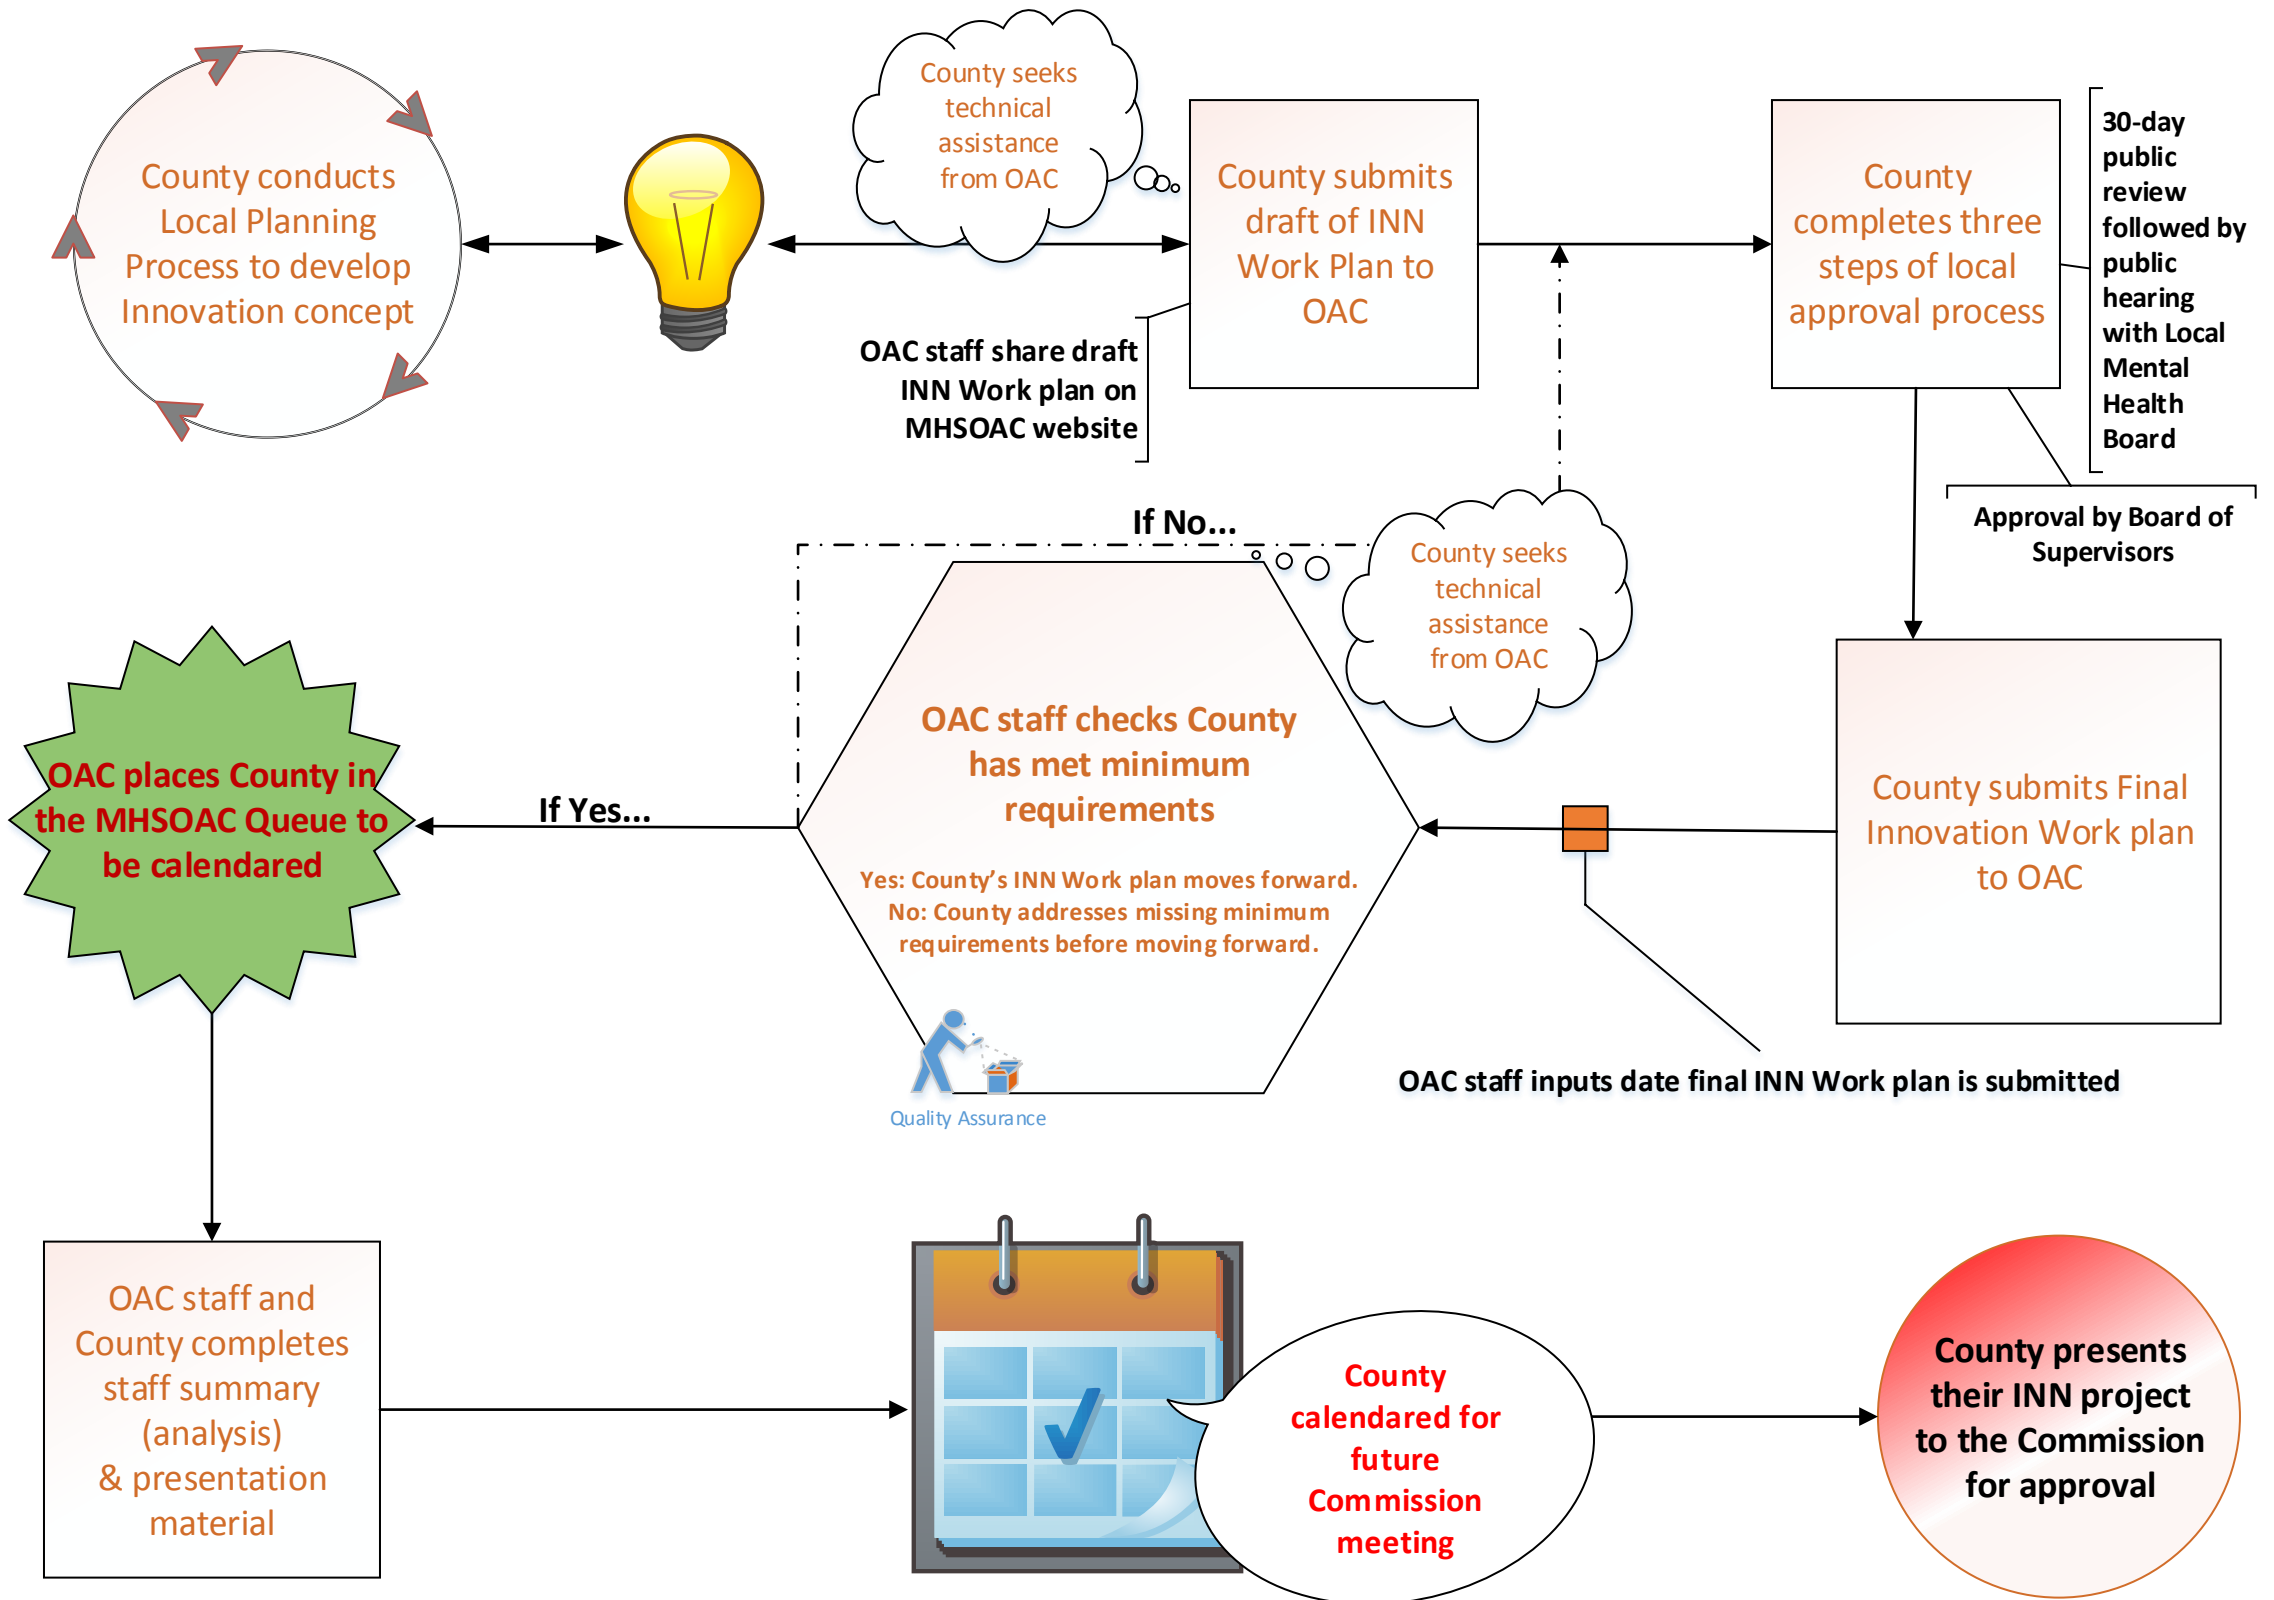 County conducts
Local Planning
Process to develop
Innovation concept
County seeks
technical
assistance
from OAC
County submits
draft of INN
Work Plan to
OAC
OAC staff share draft
INN Work plan on
MHSOAC website
County
completes three
steps of local
approval process
30-day
public
review
followed by
public
hearing
with Local
Mental
Health
Board
Approval by Board of
Supervisors
If No...
County seeks
technical
assistance
from OAC
County submits Final
Innovation Work plan
to OAC
OAC staff inputs date final INN Work plan is submitted
OAC staff checks County
has met minimum
requirements
Yes: County's INN Work plan moves forward.
No: County addresses missing minimum
requirements before moving forward.
Quality Assurance
If Yes...
OAC places County in
the MHSOAC Queue to
be calendared
OAC staff and
County completes
staff summary
(analysis)
& presentation
material
County
calendared for
future
Commission
meeting
County presents
their INN project
to the Commission
for approval